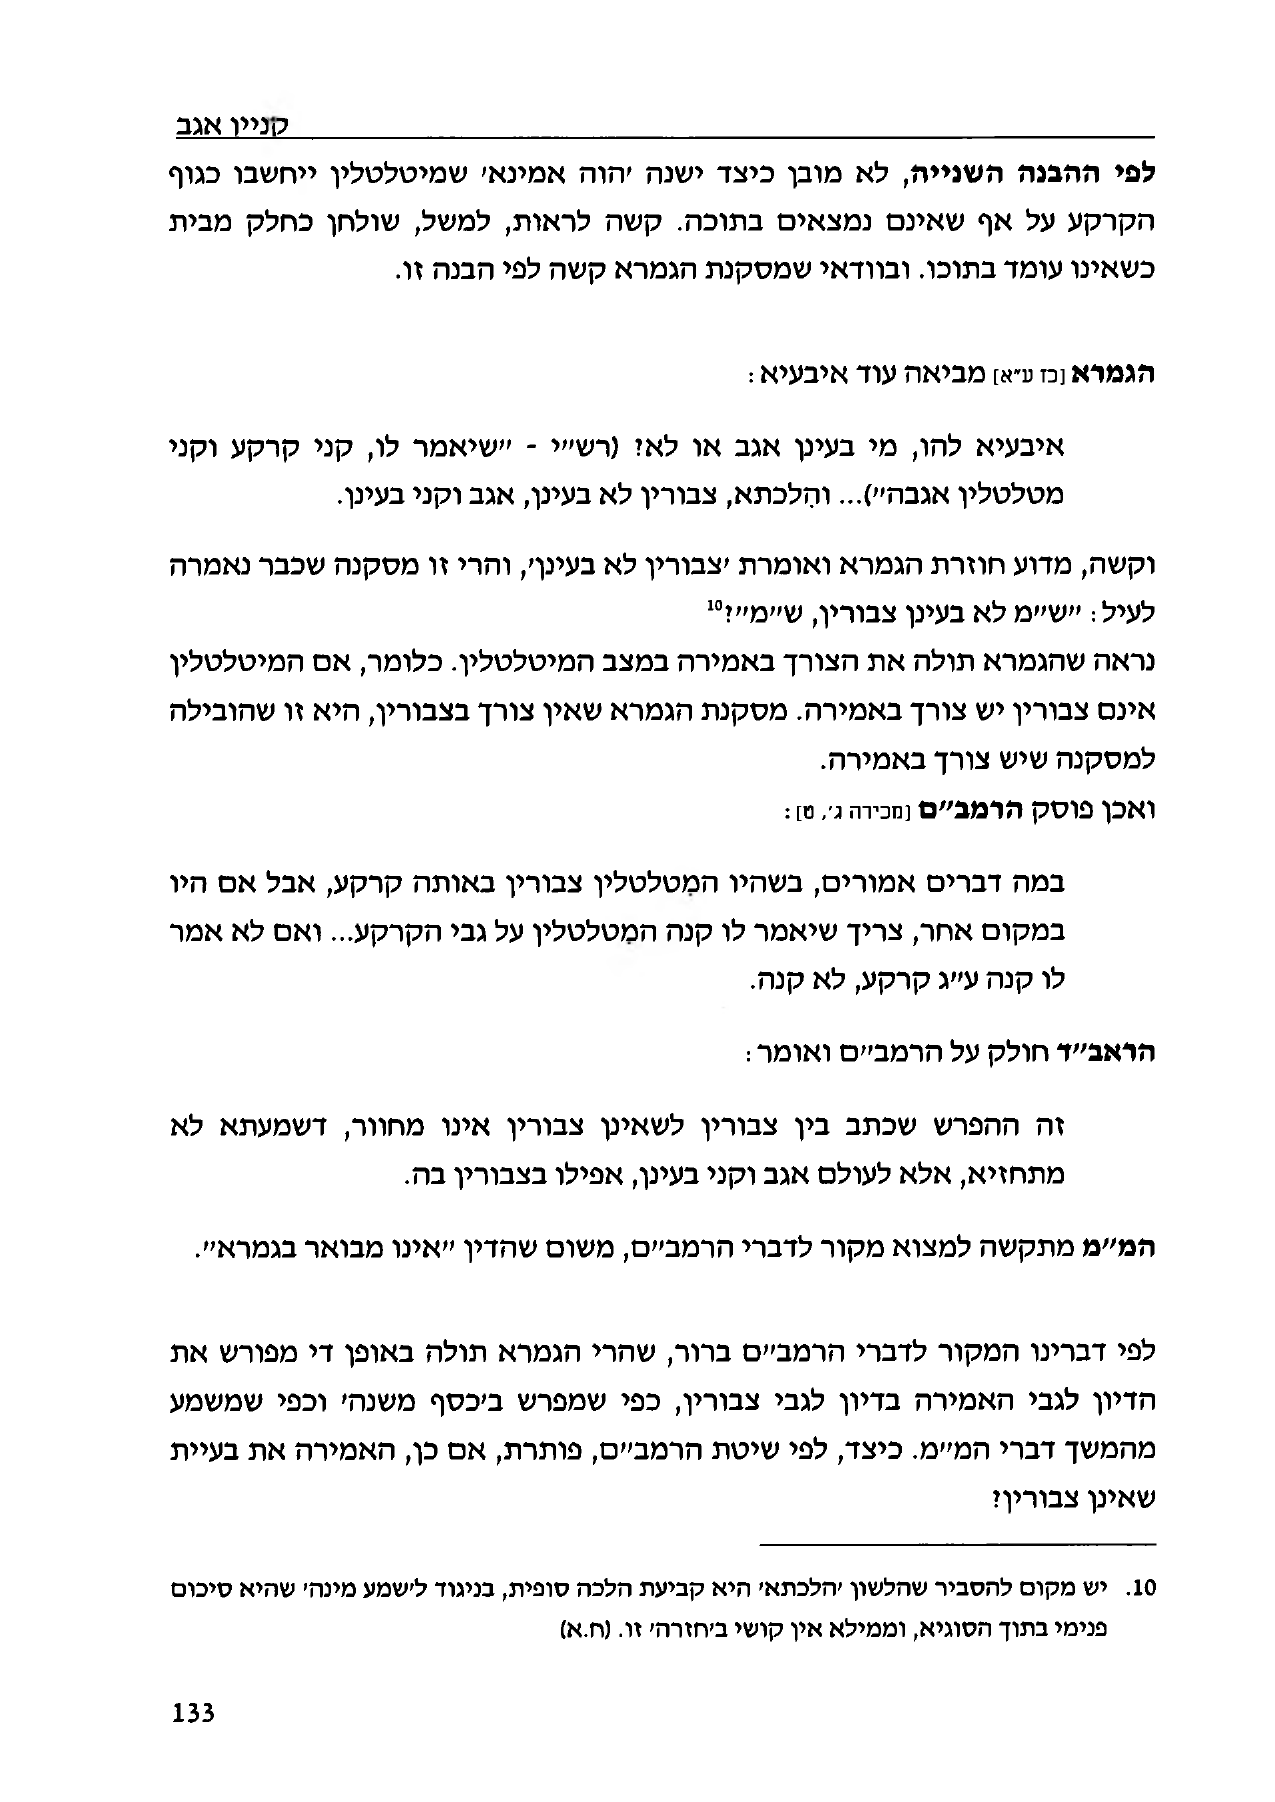 קניין אגב
לפי ההבנה השנייה, לא מובן כיצד ישנה 'הוה אמינא' שמיטלטלין ייחשבו כגוף
הקרקע על אף שאינם נמצאים בתוכה. קשה לראות, למשל, שולחן כחלק מבית
כשאינו עומד בתוכו. ובוודאי שמסקנת הגמרא קשה לפי הבנה זו.
הגמרא [כז ע"א] מביאה עוד איבעיא:
איבעיא להו, מי בעינן אגב או לא? (רש"י - "שיאמר לו, קני קרקע וקני
מטלטלין אגבה")... והלכתא, צבורין לא בעינן, אגב וקני בעינן.
וקשה, מדוע חוזרת הגמרא ואומרת 'צבורין לא בעינן', והרי זו מסקנה שכבר נאמרה
לעיל: "ש"מ לא בעינן צבורין, ש"מ"?10
נראה שהגמרא תולה את הצורך באמירה במצב המיטלטלין. כלומר, אם המיטלטלין
אינם צבורין יש צורך באמירה. מסקנת הגמרא שאין צורך בצבורין, היא זו שהובילה
למסקנה שיש צורך באמירה.
ואכן פוסק הרמב"ם [מכירה ג', ט]:
במה דברים אמורים, בשהיו המטלטלין צבורין באותה קרקע, אבל אם היו
במקום אחר, צריך שיאמר לו קנה המטלטלין על גבי הקרקע... ואם לא אמר
לו קנה ע"ג קרקע, לא קנה.
הראב"ד חולק על הרמב"ם ואומר:
זה ההפרש שכתב בין צבורין לשאינן צבורין אינו מחוור, דשמעתא לא
מתחזיא, אלא לעולם אגב וקני בעינן, אפילו בצבורין בה.
המ"מ מתקשה למצוא מקור לדברי הרמב"ם, משום שהדין "אינו מבואר בגמרא".
לפי דברינו המקור לדברי הרמב"ם ברור, שהרי הגמרא תולה באופן די מפורש את
הדיון לגבי האמירה בדיון לגבי צבורין, כפי שמפרש ב'כסף משנה' וכפי שמשמע
מהמשך דברי המ"מ. כיצד, לפי שיטת הרמב"ם, פותרת, אם כן, האמירה את בעיית
שאינן צבורין?
10. יש מקום להסביר שהלשון 'הלכתא' היא קביעת הלכה סופית, בניגוד ל'שמע מינה' שהיא סיכום
פנימי בתוך הסוגיא, וממילא אין קושי ב'חזרה' זו. (ח.א)
133